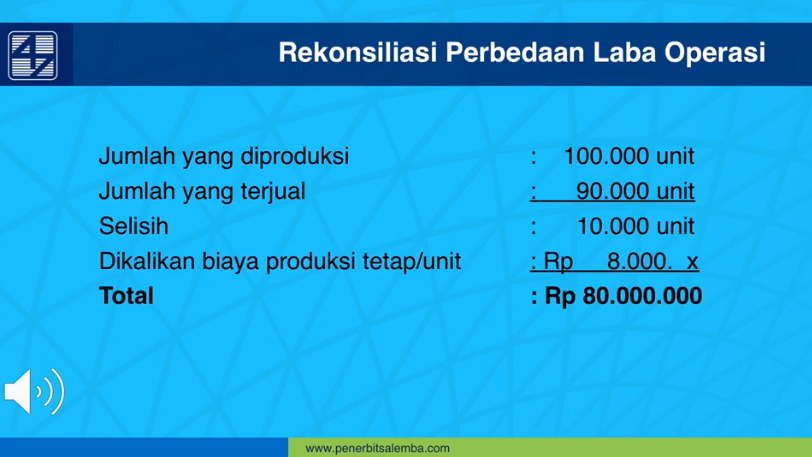 Rekonsiliasi Perbedaan Laba Operasi
Jumlah yang diproduksi : 100.000 unit
Jumlah yang terjual : 90.000 unit
Selisih : 10.000 unit
Dikalikan biaya produksi tetap/unit : Rp 8.000. x
Total : Rp 80.000.000
www.penerbitsalemba.com